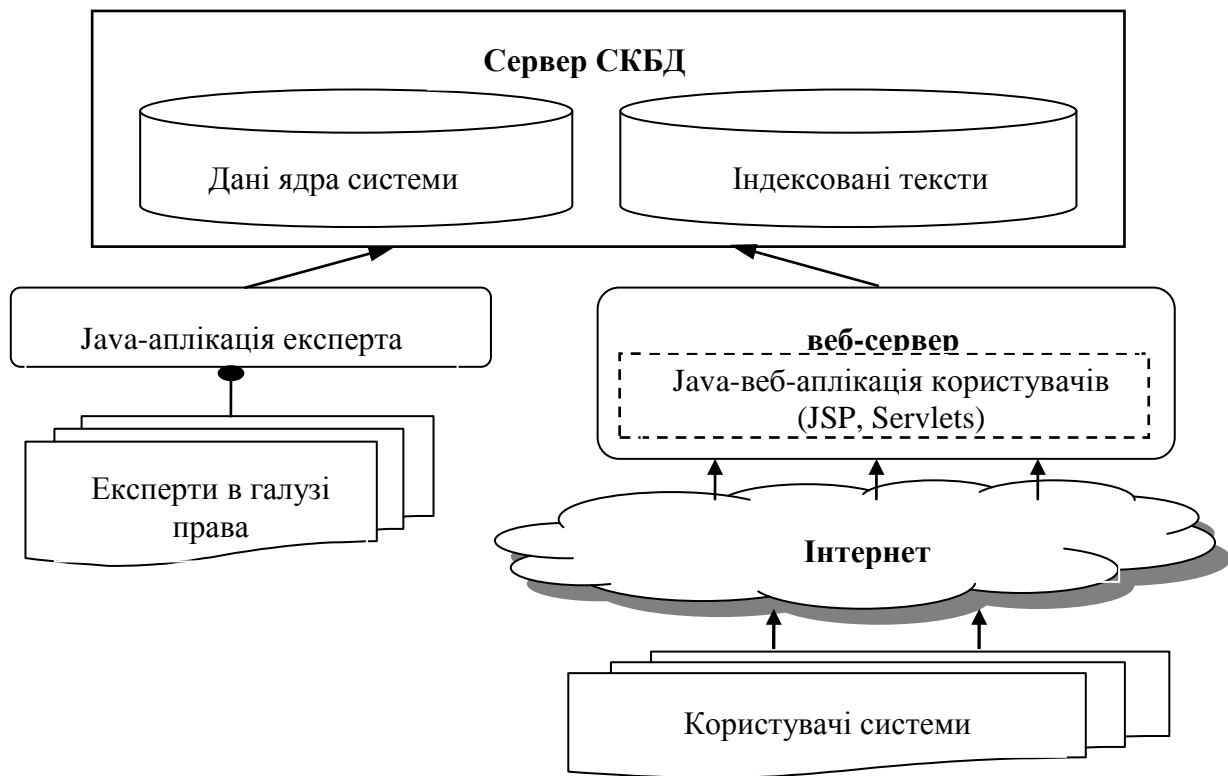 Сервер СКБД
Дані ядра системи
Індексовані тексти
Java-аплікація експерта
веб-сервер
Java-веб-аплікація користувачів
(JSP, Servlets)
Експерти в галузі
права
Інтернет
Користувачі системи